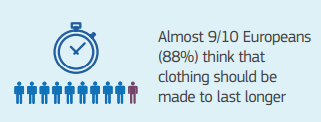 Almost 9/10 Europeans
(88%) think that
clothing should be
made to last longer